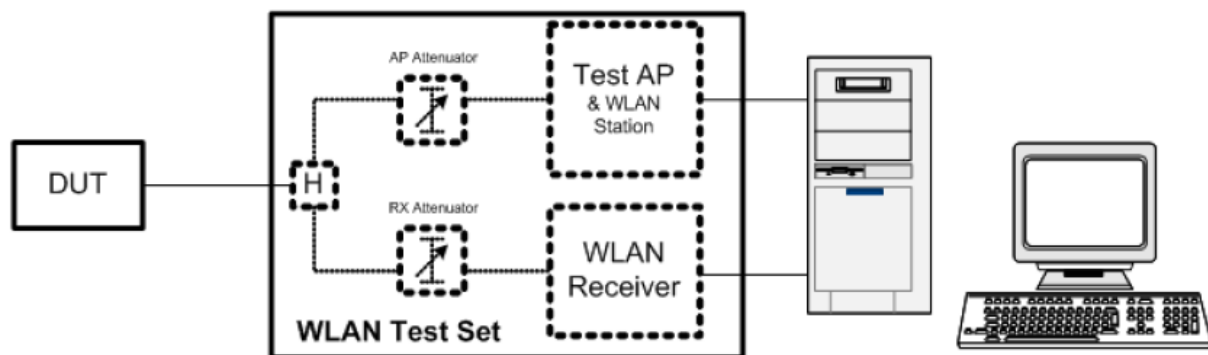 AP Attenuator
Test AP
& WLAN
Station
DUT
H
RX Attenuator
WLAN
Receiver
WLAN Test Set